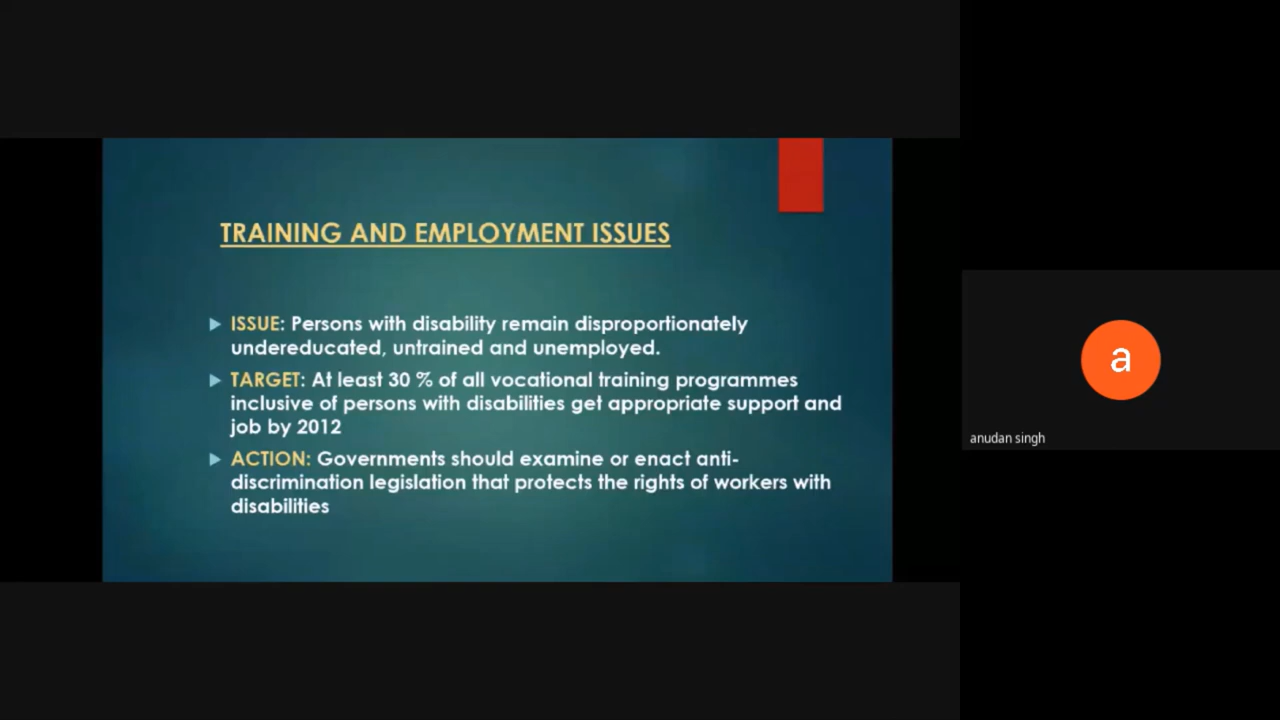 TRAINING AND EMPLOYMENT ISSUES
ISSUE: Persons with disability remain disproportionately
undereducated, untrained and unemployed.
TARGET: At least 30 % of all vocational training programmes
inclusive of persons with disabilities get appropriate support and
job by 2012
ACTION: Governments should examine or enact anti-
discrimination legislation that protects the rights of workers with
disabilities
a
anudan singh